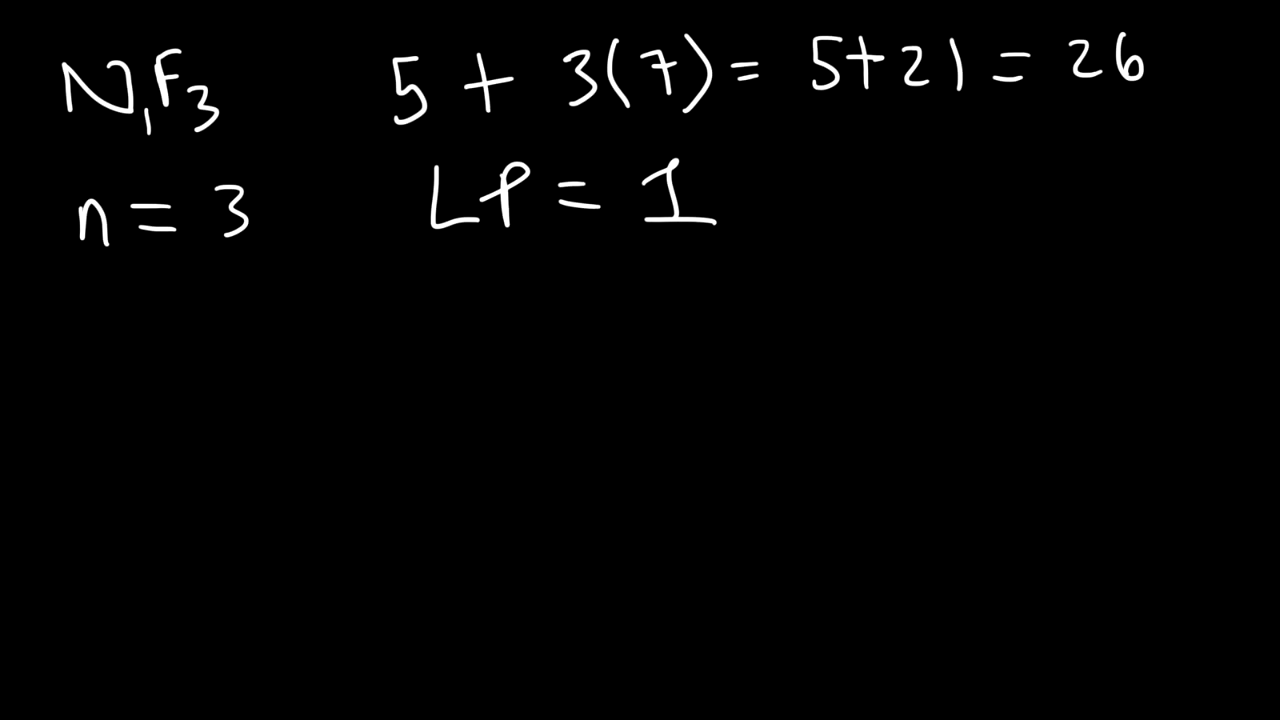 N₁F₃ 5 + 3(7) = 5+21 = 26
n = 3 LP = 1